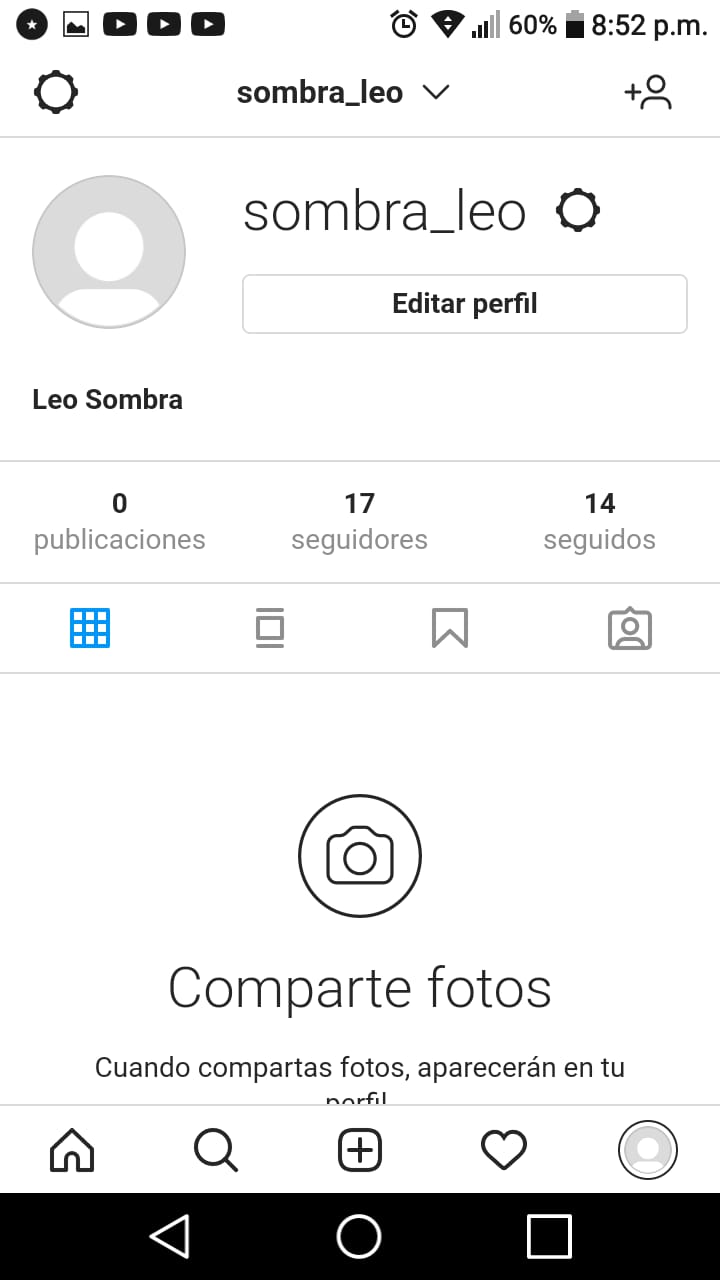 60% 8:52 p.m.
sombra_leo
sombra_leo
Editar perfil
Leo Sombra
0 17 14
publicaciones seguidores seguidos
Comparte fotos
Cuando compartas fotos, aparecerán en tu
perfil